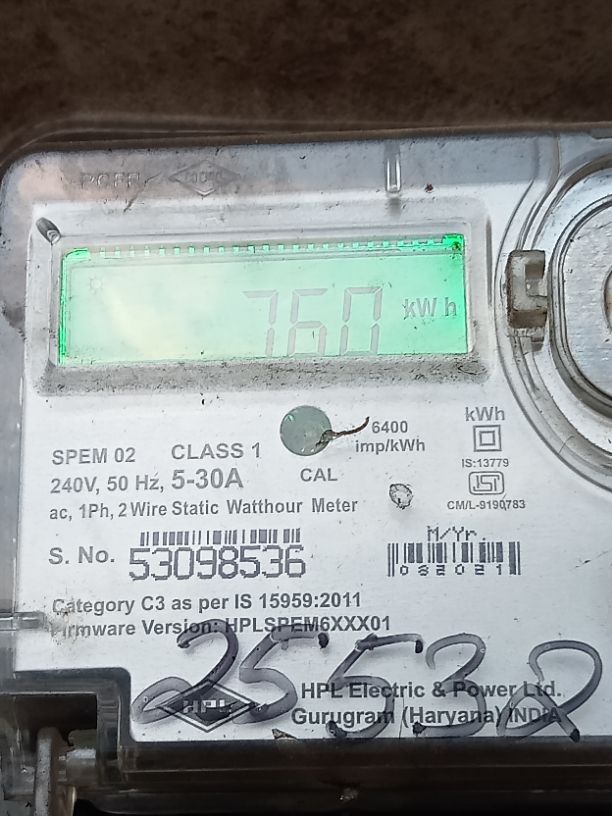 760 kWh
SPEM 02 CLASS 1
6400 imp/kWh
kWh
240V, 50 Hz, 5-30A
CAL
IS:13779
ISI
CM/L-9190783
ac, 1Ph, 2 Wire Static Watthour Meter
M/Yr.
S. No. 53098536
082021
Category C3 as per IS 15959:2011
Firmware Version: HPLSPEM6XXX01
25532
HPL
HPL Electric & Power Ltd.
Gurugram (Haryana) INDIA